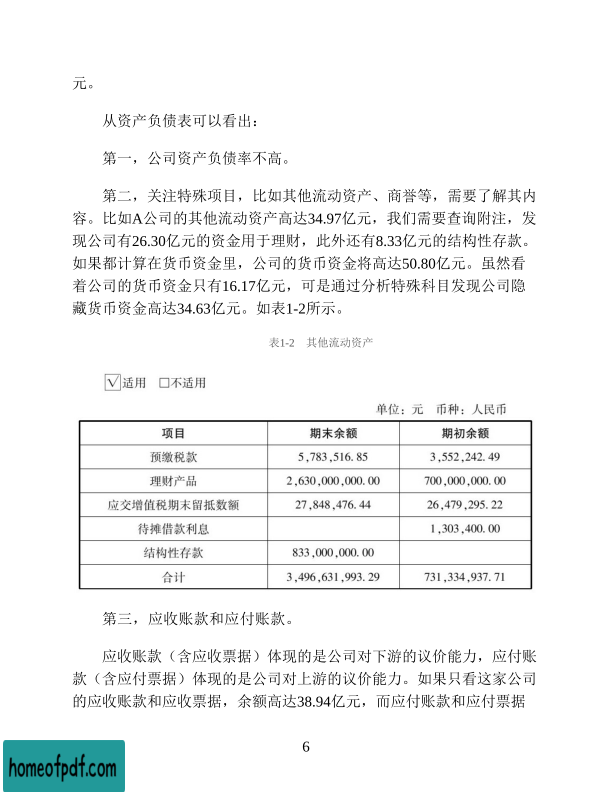 元。
从资产负债表可以看出：
第一，公司资产负债率不高。
第二，关注特殊项目，比如其他流动资产、商誉等，需要了解其内
容。比如A公司的其他流动资产高达34.97亿元，我们需要查询附注，发
现公司有26.30亿元的资金用于理财，此外还有8.33亿元的结构性存款。
如果都计算在货币资金里，公司的货币资金将高达50.80亿元。虽然看
着公司的货币资金只有16.17亿元，可是通过分析特殊科目发现公司隐
藏货币资金高达34.63亿元。如表1-2所示。
表1-2 其他流动资产
☑适用 □不适用
单位：元 币种：人民币
项目 期末余额 期初余额
预缴税款 5,783,516.85 3,552,242.49
理财产品 2,630,000,000.00 700,000,000.00
应交增值税期末留抵数额 27,848,476.44 26,479,295.22
待摊借款利息 1,303,400.00
结构性存款 833,000,000.00
合计 3,496,631,993.29 731,334,937.71
第三，应收账款和应付账款。
应收账款（含应收票据）体现的是公司对下游的议价能力，应付账
款（含应付票据）体现的是公司对上游的议价能力。如果只看这家公司
的应收账款和应收票据，余额高达38.94亿元，而应付账款和应付票据
6
homeofpdf.com